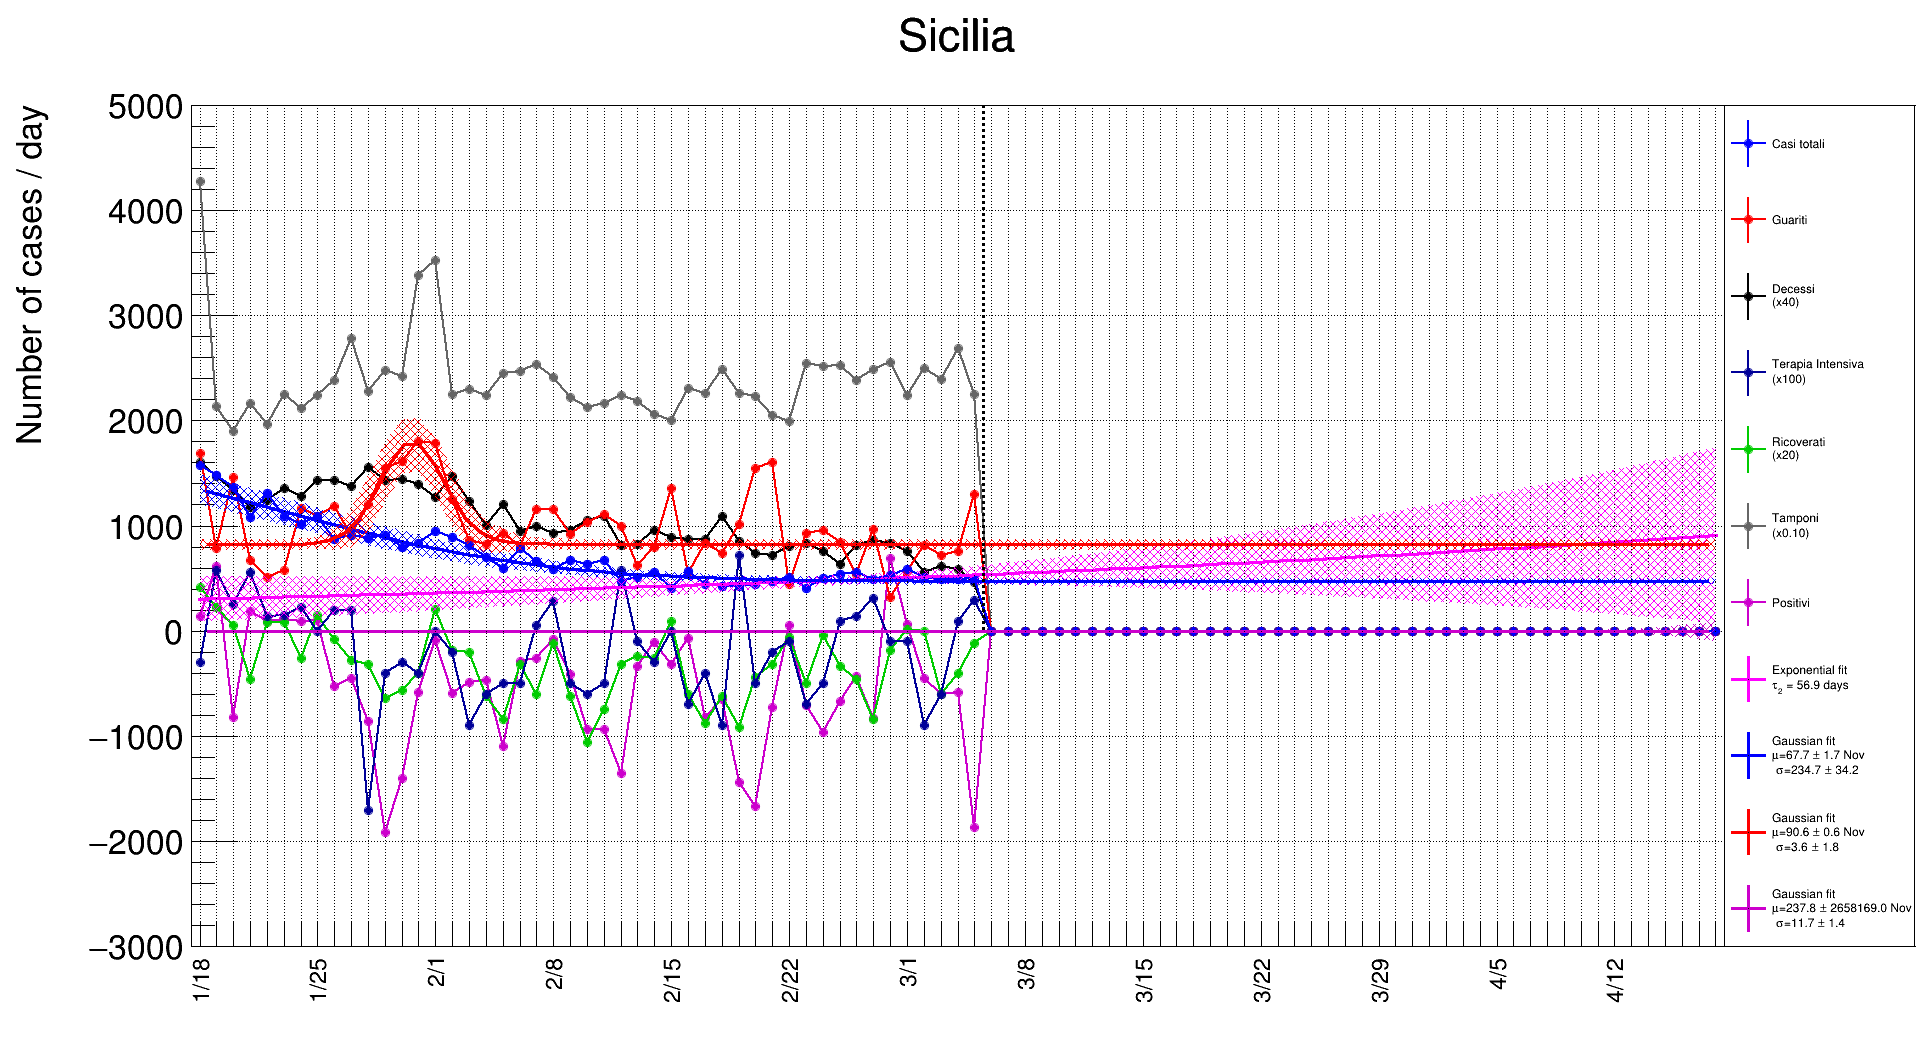 Sicilia
Number of cases / day
5000
4000
3000
2000
1000
0
−1000
−2000
−3000
1/18
1/25
2/1
2/8
2/15
2/22
3/1
3/8
3/15
3/22
3/29
4/5
4/12
Casi totali
Guariti
Decessi
(x40)
Terapia Intensiva
(x100)
Ricoverati
(x20)
Tamponi
(x0.10)
Positivi
Exponential fit
τ₂ = 56.9 days
Gaussian fit
μ=67.7 ± 1.7 Nov
σ=234.7 ± 34.2
Gaussian fit
μ=90.6 ± 0.6 Nov
σ=3.6 ± 1.8
Gaussian fit
μ=237.8 ± 2658169.0 Nov
σ=11.7 ± 1.4